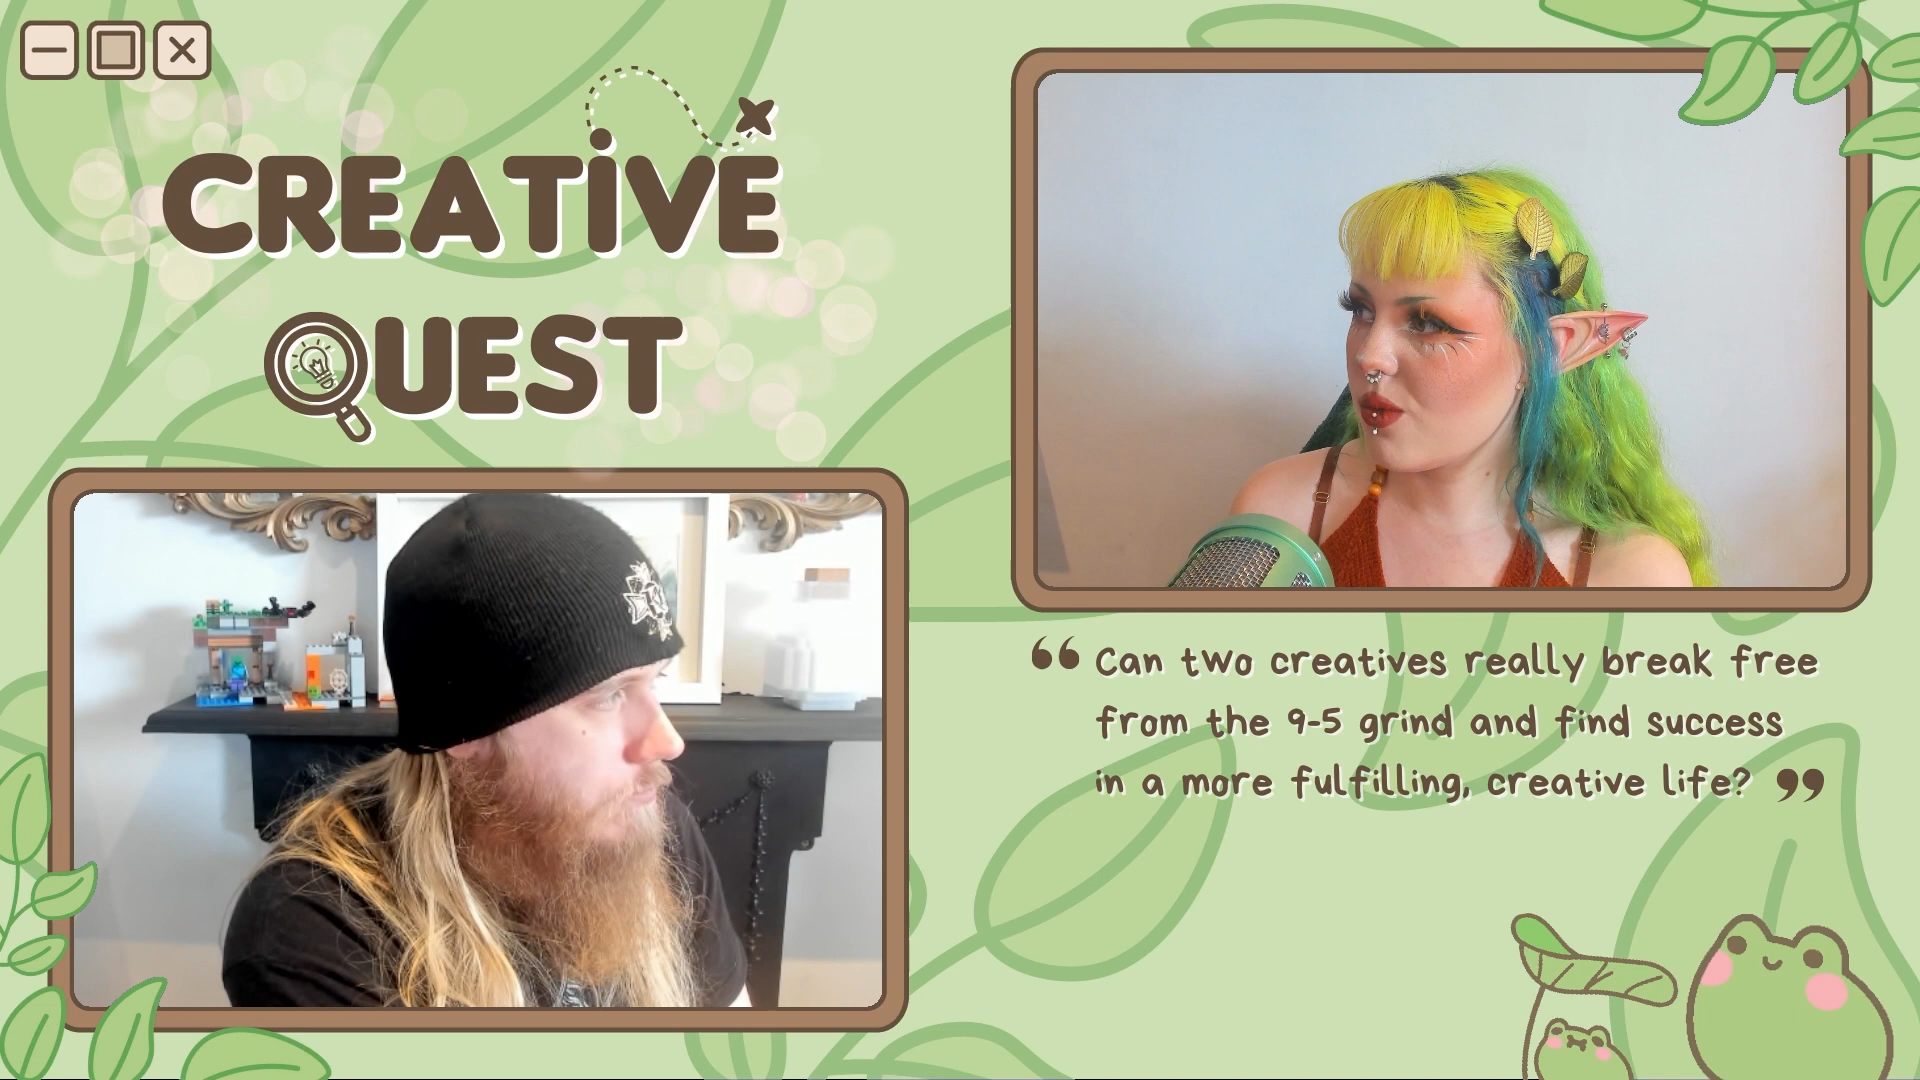 CREATiVE
QUEST
“ Can two creatives really break free
from the 9-5 grind and find success
in a more fulfilling, creative life? ”